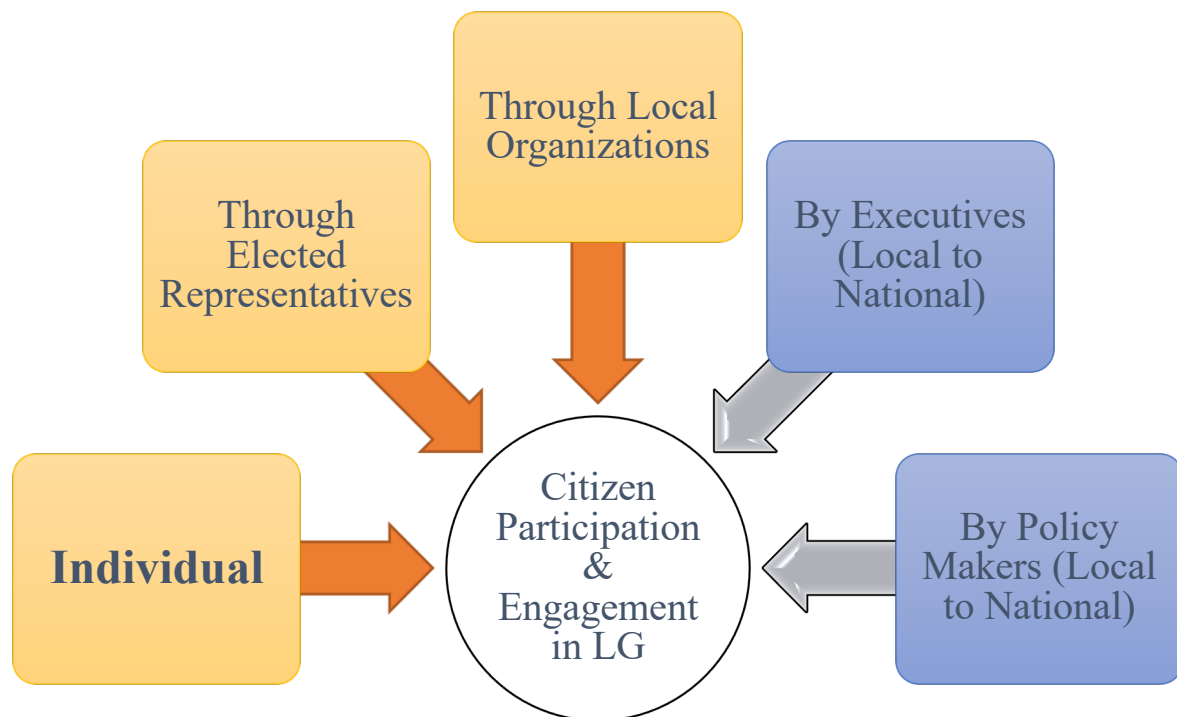 Through Local
Organizations
Through
Elected
Representatives
By Executives
(Local to
National)
Individual
Citizen
Participation
&
Engagement
in LG
By Policy
Makers (Local
to National)